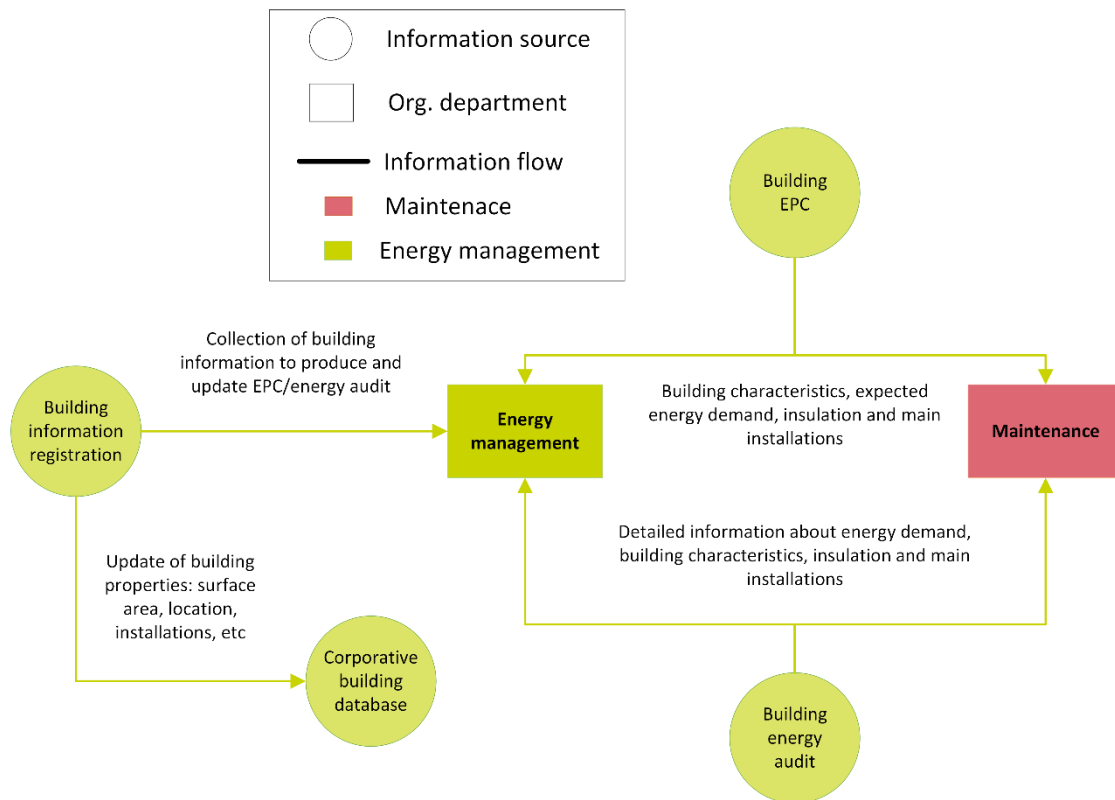 Information source
Org. department
Information flow
Maintenace
Energy management
Building
EPC
Collection of building
information to produce and
update EPC/energy audit
Building
information
registration
Energy
management
Building characteristics, expected
energy demand, insulation and main
installations
Maintenance
Detailed information about energy demand,
building characteristics, insulation and main
installations
Update of building
properties: surface
area, location,
installations, etc
Corporative
building
database
Building
energy
audit